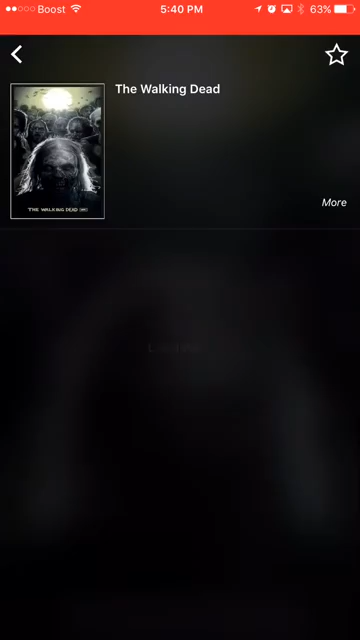 Boost 5:40 PM 63%
The Walking Dead
THE WALKING DEAD
More